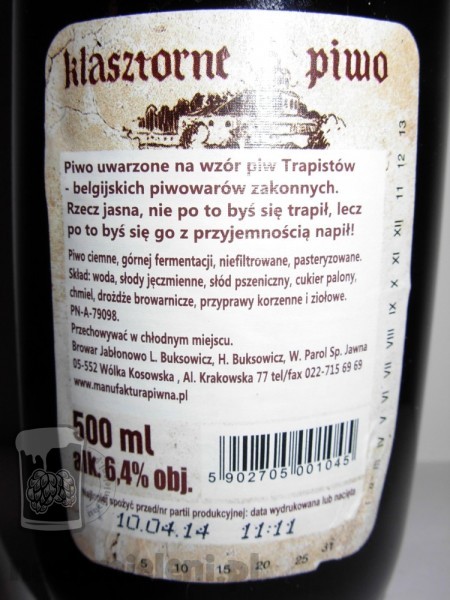 klasztorne piwo
Piwo uwarzone na wzór piw Trapistów
- belgijskich piwowarów zakonnych.
Rzecz jasna, nie po to byś się trapił, lecz
po to byś się go z przyjemnością napił!
Piwo ciemne, górnej fermentacji, niefiltrowane, pasteryzowane.
Skład: woda, słody jęczmienne, słód pszeniczny, cukier palony,
chmiel, drożdże browarnicze, przyprawy korzenne i ziołowe.
PN-A-79098.
Przechowywać w chłodnym miejscu.
Browar Jabłonowo L. Buksowicz, H. Buksowicz, W. Parol Sp. Jawna
05-552 Wólka Kosowska , Al. Krakowska 77 tel/fax 022-715 69 69
www.manufakturapiwna.pl
500 ml
alk. 6,4% obj.
5 902705 001045
Najlepiej spożyć przed/nr partii produkcyjnej: data wydrukowana lub nacięta
10.04.14 11:11
5 10 15 20 25 31
IV V VI VII VIII IX X XI XII 11 12 13